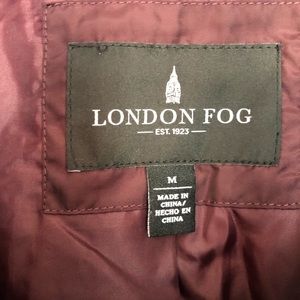 LONDON FOG
EST. 1923
M
MADE IN
CHINA/
HECHO EN
CHINA